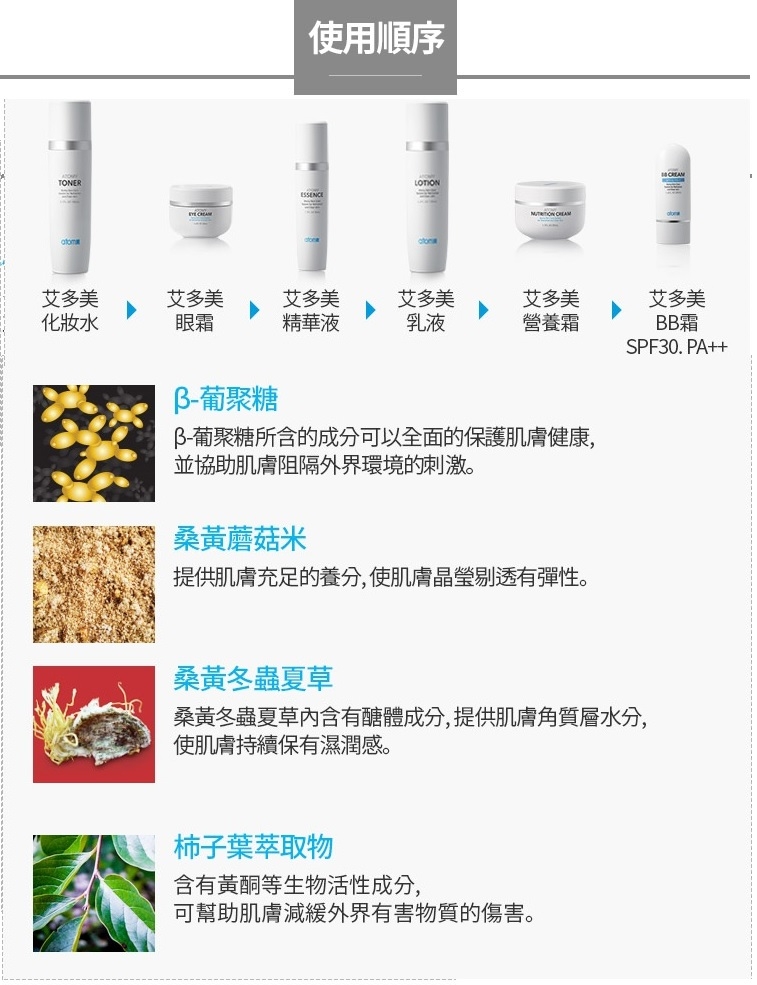 使用順序
ATOMY
TONER
ATOMY
EYE CREAM
ATOMY
ESSENCE
ATOMY
LOTION
ATOMY
NUTRITION CREAM
ATOMY
BB CREAM
艾多美
化妝水
艾多美
眼霜
艾多美
精華液
艾多美
乳液
艾多美
營養霜
艾多美
BB霜
SPF30. PA++
β-葡聚糖
β-葡聚糖所含的成分可以全面的保護肌膚健康,
並協助肌膚阻隔外界環境的刺激。
桑黃蘑菇米
提供肌膚充足的養分, 使肌膚晶瑩剔透有彈性。
桑黃冬蟲夏草
桑黃冬蟲夏草內含有醣體成分, 提供肌膚角質層水分,
使肌膚持續保有濕潤感。
柿子葉萃取物
含有黃酮等生物活性成分,
可幫助肌膚減緩外界有害物質的傷害。